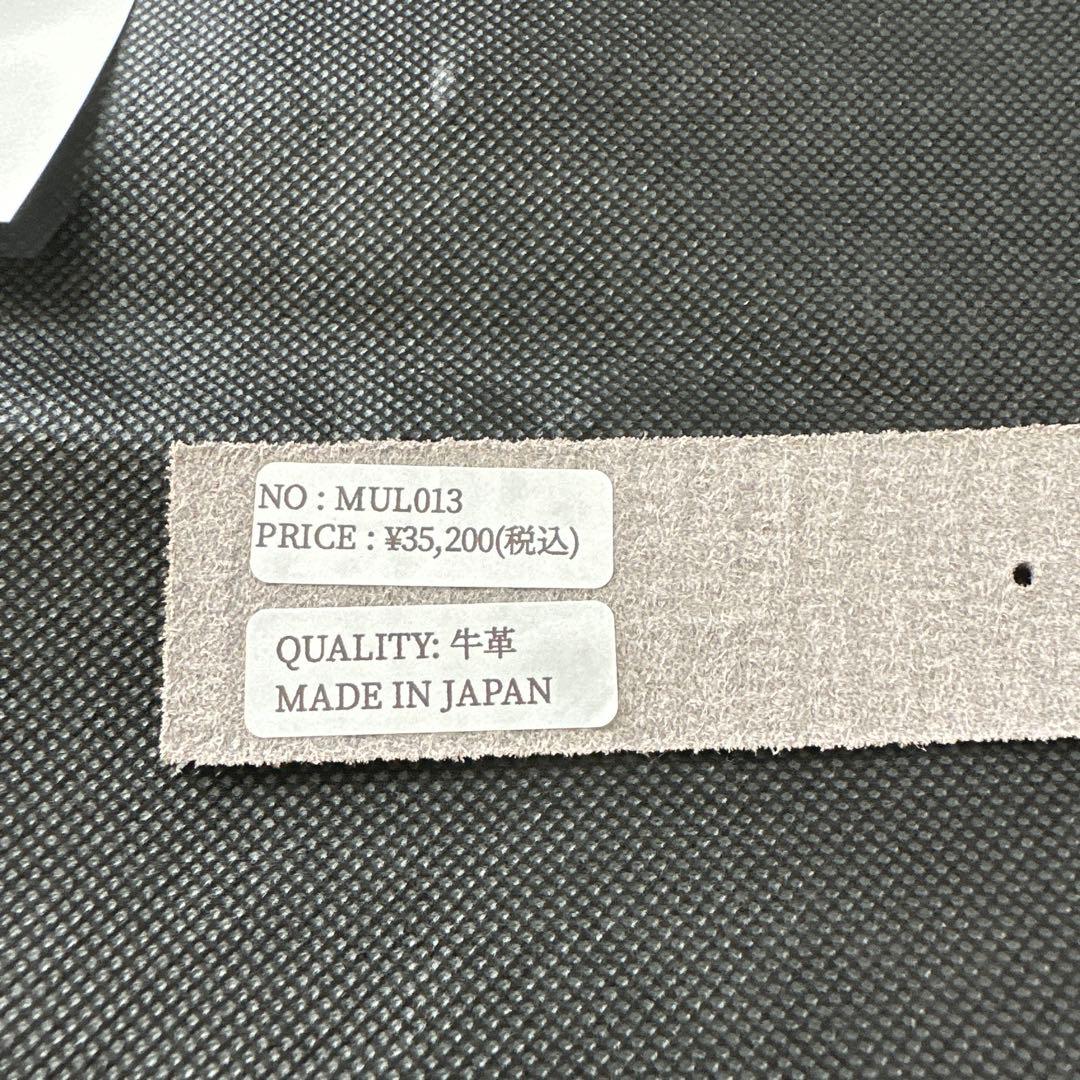 NO : MUL013
PRICE : ¥35,200(税込)
QUALITY: 牛革
MADE IN JAPAN